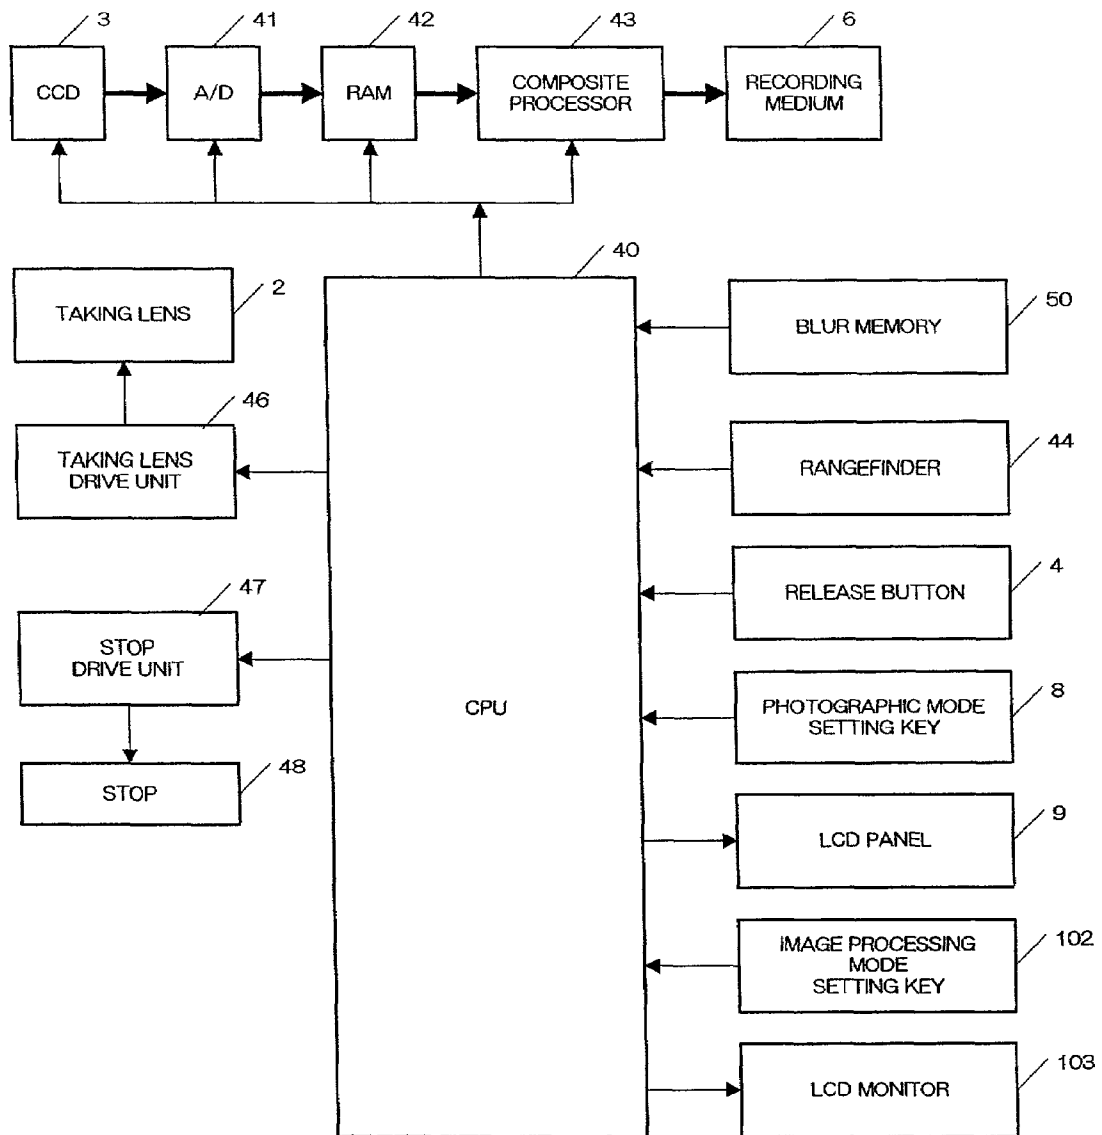 3
41
42
43
6
CCD
A/D
RAM
COMPOSITE
PROCESSOR
RECORDING
MEDIUM
40
2
TAKING LENS
50
BLUR MEMORY
46
TAKING LENS
DRIVE UNIT
44
RANGEFINDER
4
RELEASE BUTTON
47
STOP
DRIVE UNIT
CPU
8
PHOTOGRAPHIC MODE
SETTING KEY
48
STOP
9
LCD PANEL
102
IMAGE PROCESSING
MODE
SETTING KEY
103
LCD MONITOR